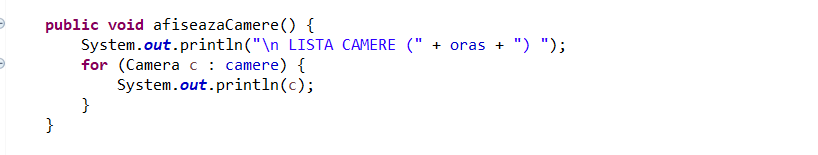 public void afiseazaCamere() {
    System.out.println("\n LISTA CAMERE (" + oras + ") ");
    for (Camera c : camere) {
        System.out.println(c);
    }
}